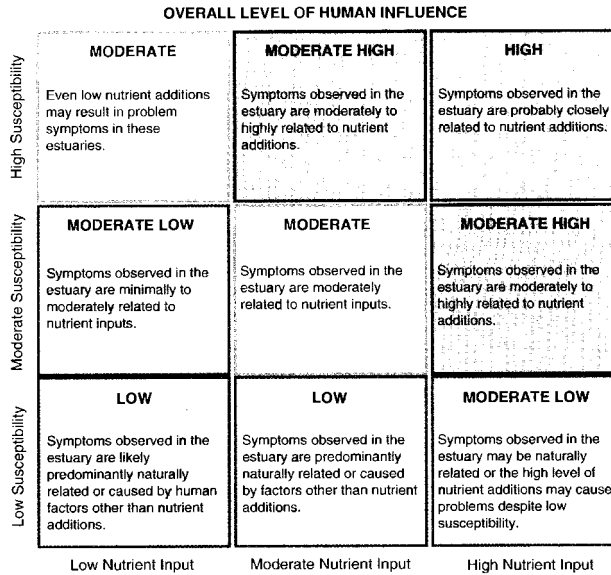 OVERALL LEVEL OF HUMAN INFLUENCE
High Susceptibility
MODERATE
Even low nutrient additions
may result in problem
symptoms in these
estuaries.
MODERATE HIGH
Symptoms observed in the
estuary are moderately to
highly related to nutrient
additions.
HIGH
Symptoms observed in the
estuary are probably closely
related to nutrient additions.
Moderate Susceptibility
MODERATE LOW
Symptoms observed in the
estuary are minimally to
moderately related to
nutrient inputs.
MODERATE
Symptoms observed in the
estuary are moderately
related to nutrient inputs.
MODERATE HIGH
Symptoms observed in the
estuary are moderately to
highly related to nutrient
additions.
Low Susceptibility
LOW
Symptoms observed in the
estuary are likely
predominantly naturally
related or caused by human
factors other than nutrient
additions.
LOW
Symptoms observed in the
estuary are predominantly
naturally related or caused
by factors other than nutrient
additions.
MODERATE LOW
Symptoms observed in the
estuary may be naturally
related or the high level of
nutrient additions may cause
problems despite low
susceptibility.
Low Nutrient Input
Moderate Nutrient Input
High Nutrient Input